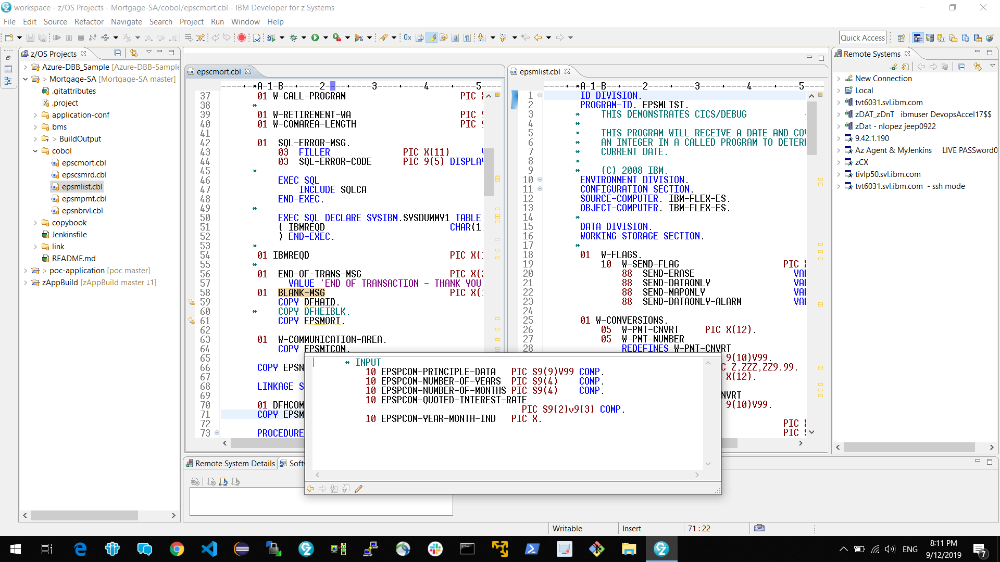 workspace - z/OS Projects - Mortgage-SA/cobol/epscmort.cbl - IBM Developer for z Systems
File Edit Source Refactor Navigate Search Project Run Window Help
Quick Access
z/OS Projects
Azure-DBB_Sample [Azure-DBB-Sample
> Mortgage-SA [Mortgage-SA master]
.gitattributes
.project
application-conf
bms
> BuildOutput
cobol
epscmort.cbl
epscsmrd.cbl
epsmlist.cbl
epsmpmt.cbl
epsnbrvl.cbl
copybook
Jenkinsfile
link
README.md
> poc-application [poc master]
zAppBuild [zAppBuild master ↓1]
epscmort.cbl
----+-*A-1-B--+----2----+----3----+----4----+----5----
37 01 W-CALL-PROGRAM PIC X
38 *
39 01 W-RETIREMENT-WA PIC 9
40 01 W-COMAREA-LENGTH PIC S
41
42 01 SQL-ERROR-MSG.
43 03 FILLER PIC X(11) V
44 03 SQL-ERROR-CODE PIC 9(5) DISPLAY
45 *
46 EXEC SQL
47 INCLUDE SQLCA
48 END-EXEC.
49 *
50 EXEC SQL DECLARE SYSIBM.SYSDUMMY1 TABLE
51 ( IBMREQD CHAR(1)
52 ) END-EXEC.
53 *
54 01 IBMREQD PIC X(1
55 *
56 01 END-OF-TRANS-MSG PIC X(3
57 VALUE 'END OF TRANSACTION - THANK YOU
58 01 BLANK-MSG PIC X(1
59 COPY DFHAID.
60 * COPY DFHEIBLK.
61 COPY EPSMORT.
62
63 01 W-COMMUNICATION-AREA.
64 COPY EPSMTCOM.
65
66 COPY EPSN
67
68 LINKAGE S
69
70 01 DFHCOM
71 COPY EPSM
72
73 PROCEDURE
epsmlist.cbl
----+-*A-1-B--+----2----+----3----+----4----+----5----
1 ID DIVISION.
2 PROGRAM-ID. EPSMLIST.
3 * THIS DEMONSTRATES CICS/DEBUG -
4 *
5 * THIS PROGRAM WILL RECEIVE A DATE AND COV
6 * AN INTEGER IN A CALLED PROGRAM TO DETERM
7 * CURRENT DATE.
8 *
9 * (C) 2008 IBM.
10 ENVIRONMENT DIVISION.
11 CONFIGURATION SECTION.
12 SOURCE-COMPUTER. IBM-FLEX-ES.
13 OBJECT-COMPUTER. IBM-FLEX-ES.
14 *
15 DATA DIVISION.
16 WORKING-STORAGE SECTION.
17 *
18 01 W-FLAGS.
19 10 W-SEND-FLAG PIC X
20 88 SEND-ERASE VAL
21 88 SEND-DATAONLY VAL
22 88 SEND-MAPONLY VAL
23 88 SEND-DATAONLY-ALARM VAL
24
25 01 W-CONVERSIONS.
26 05 W-PMT-CNVRT PIC X(12).
27 05 W-PMT-NUMBER
28 REDEFINES W-PMT-CNVRT
9(10)V99.
C Z,ZZZ,ZZ9.99.
X(12).
NVRT
9(10)V99.
PIC X
PIC S
* INPUT
10 EPSPCOM-PRINCIPLE-DATA PIC S9(9)V99 COMP.
10 EPSPCOM-NUMBER-OF-YEARS PIC S9(4) COMP.
10 EPSPCOM-NUMBER-OF-MONTHS PIC S9(4) COMP.
10 EPSPCOM-QUOTED-INTEREST-RATE
PIC S9(2)v9(3) COMP.
10 EPSPCOM-YEAR-MONTH-IND PIC X.
Remote Systems
New Connection
Local
tvt6031.svl.ibm.com
zDAT_zDnT ibmuser DevopsAccel17$$
zDat - nlopez jeep0922
9.42.1.190
Az Agent & MyJenkins LIVE PASSword0
zCX
tivlp50.svl.ibm.com
tvt6031.svl.ibm.com - ssh mode
Remote System Details
Soft
Writable Insert 71 : 22
ENG
8:11 PM
9/12/2019
7